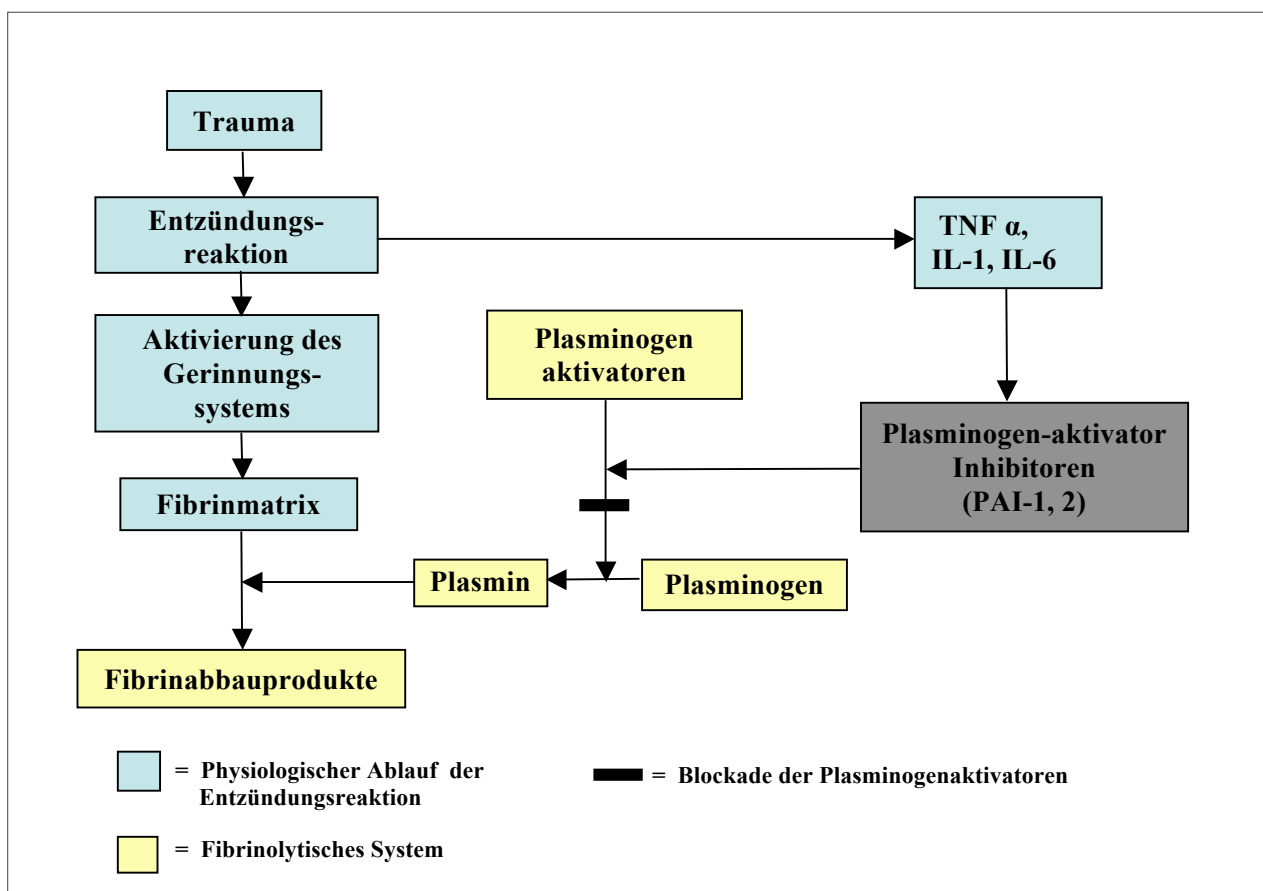 Trauma
Entzündungs-
reaktion
TNF α,
IL-1, IL-6
Aktivierung des
Gerinnungs-
systems
Plasminogen
aktivatoren
Plasminogen-aktivator
Inhibitoren
(PAI-1, 2)
Fibrinmatrix
Plasmin
Plasminogen
Fibrinabbauprodukte
= Physiologischer Ablauf der
Entzündungsreaktion
= Blockade der Plasminogenaktivatoren
= Fibrinolytisches System